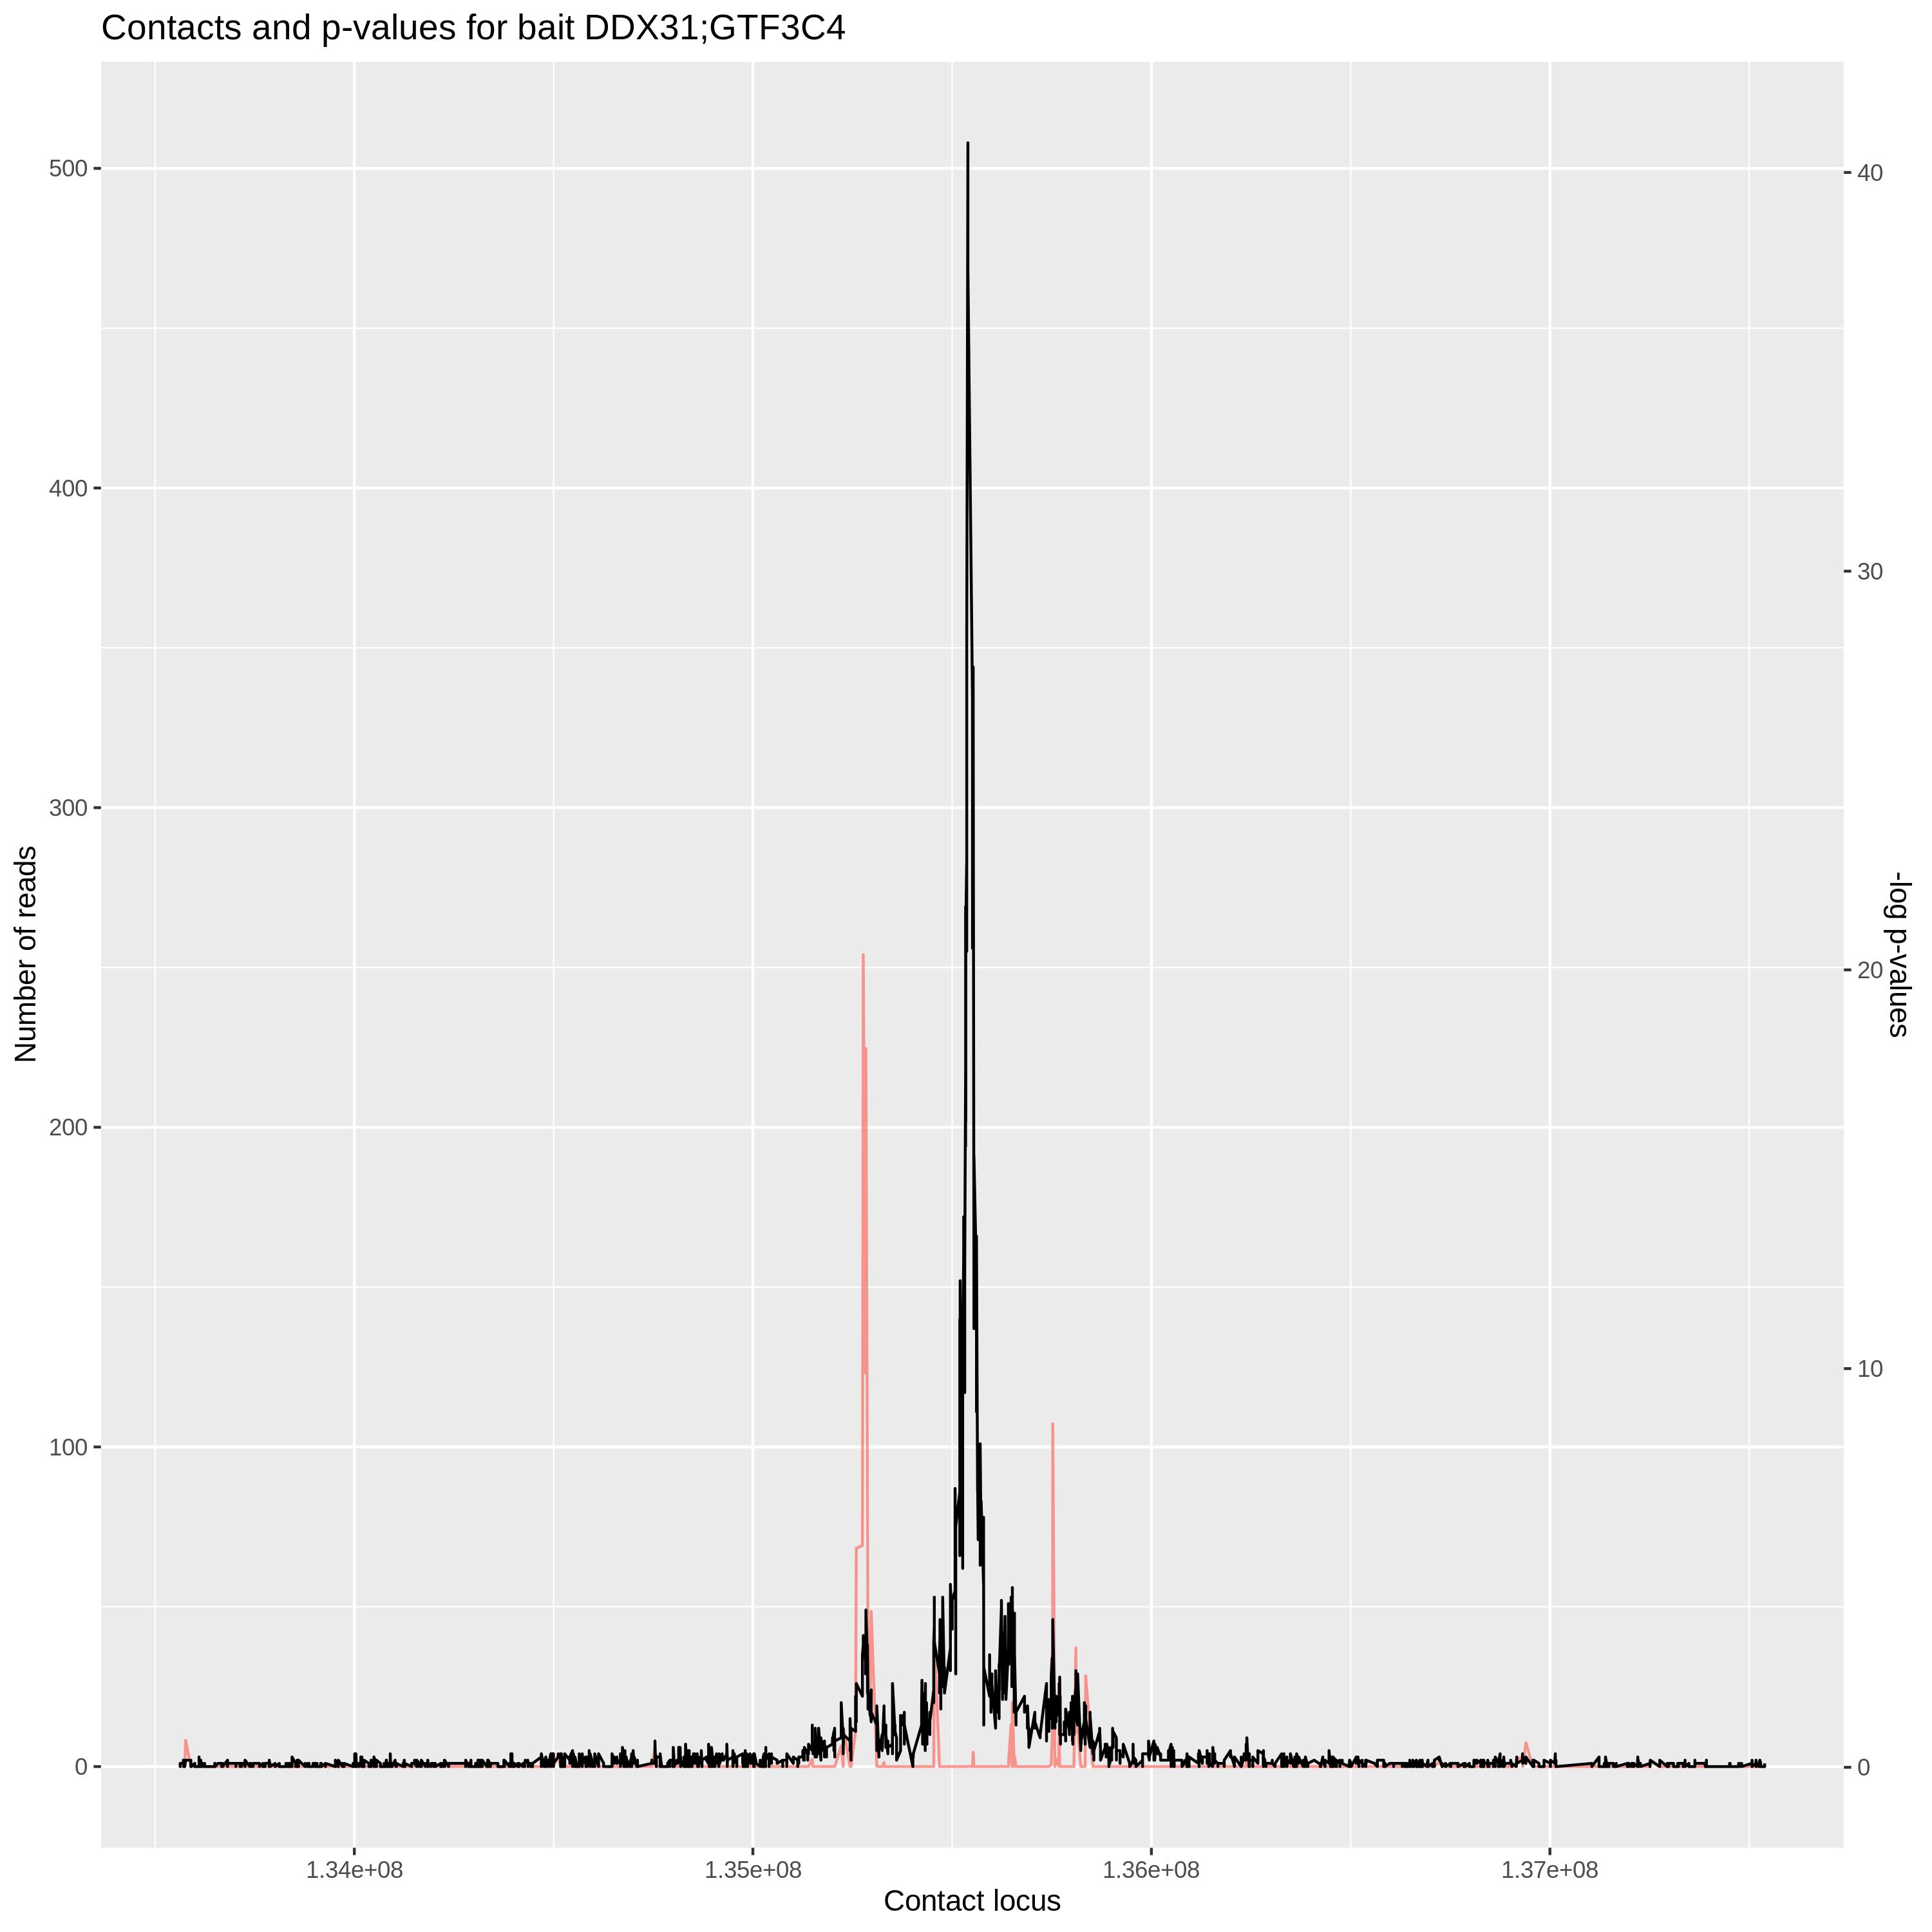 Contacts and p-values for bait DDX31;GTF3C4
500
400
300
200
100
0
Number of reads
40
30
20
10
0
-log p-values
1.34e+08
1.35e+08
1.36e+08
1.37e+08
Contact locus